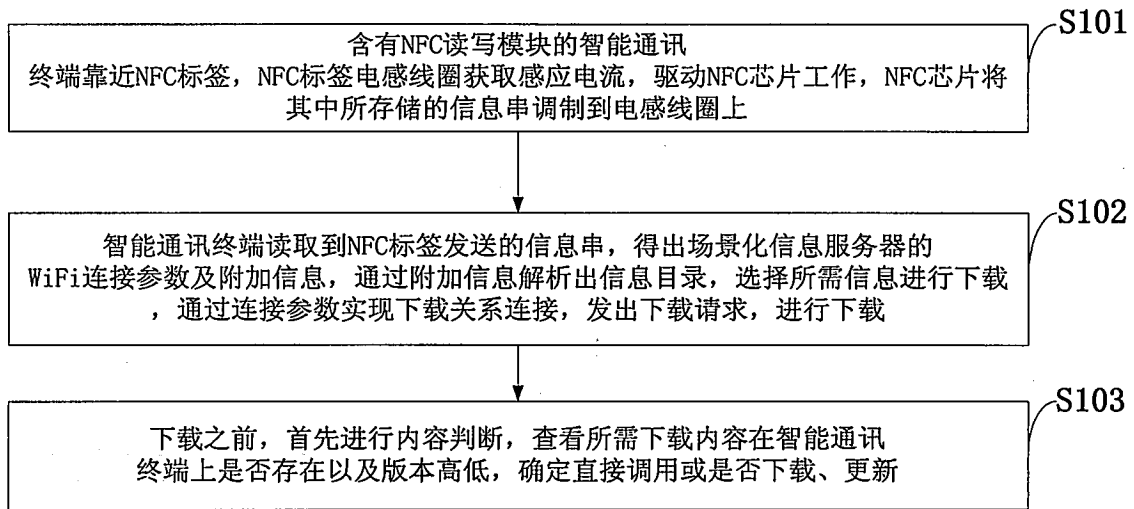 S101
含有NFC读写模块的智能通讯
终端靠近NFC标签，NFC标签电感线圈获取感应电流，驱动NFC芯片工作，NFC芯片将
其中所存储的信息串调制到电感线圈上
S102
智能通讯终端读取到NFC标签发送的信息串，得出场景化信息服务器的
WiFi连接参数及附加信息，通过附加信息解析出信息目录，选择所需信息进行下载
，通过连接参数实现下载关系连接，发出下载请求，进行下载
S103
下载之前，首先进行内容判断，查看所需下载内容在智能通讯
终端上是否存在以及版本高低，确定直接调用或是否下载、更新